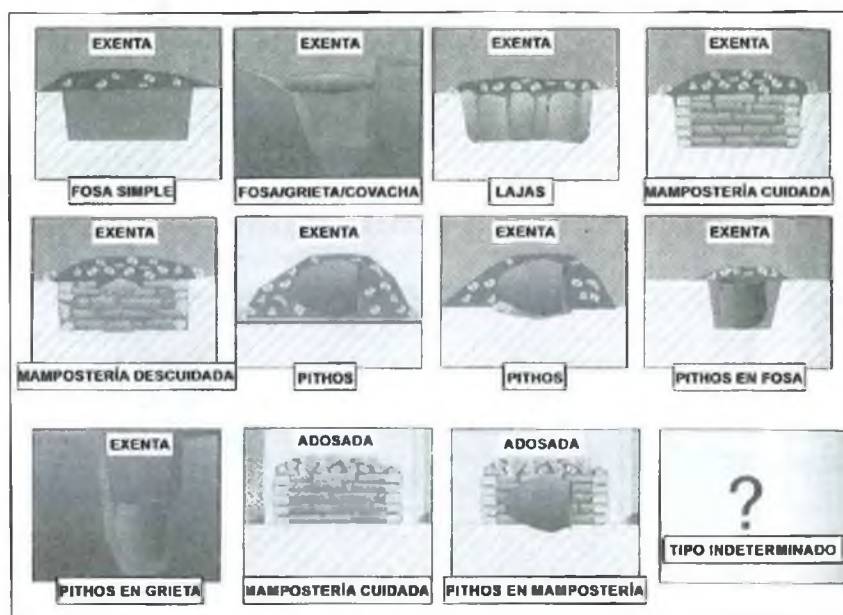 EXENTA
EXENTA
EXENTA
EXENTA
FOSA SIMPLE
FOSA/GRIETA/COVACHA
LAJAS
MAMPOSTERÍA CUIDADA
EXENTA
EXENTA
EXENTA
EXENTA
MAMPOSTERÍA DESCUIDADA
PITHOS
PITHOS
PITHOS EN FOSA
EXENTA
ADOSADA
ADOSADA
?
PITHOS EN GRIETA
MAMPOSTERÍA CUIDADA
PITHOS EN MAMPOSTERÍA
TIPO INDETERMINADO